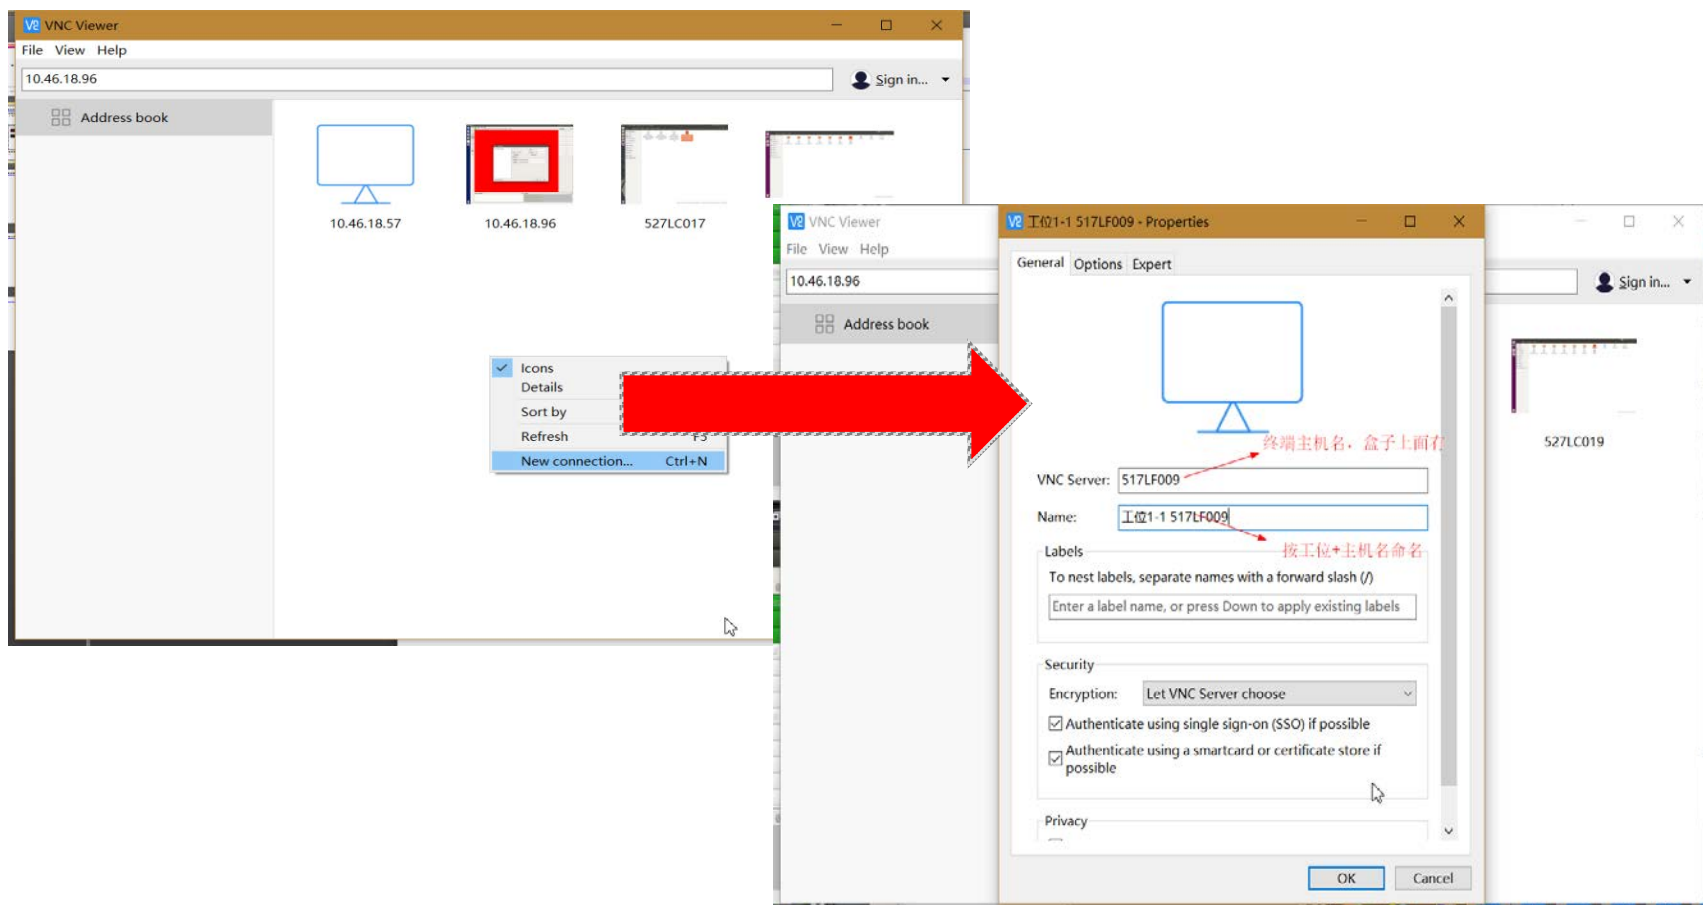 VNC Viewer
File View Help
10.46.18.96
Sign in...
Address book
10.46.18.57
10.46.18.96
527LC017
Icons
Details
Sort by
Refresh F5
New connection... Ctrl+N
VNC Viewer
File View Help
10.46.18.96
Sign in...
Address book
527LC019
工位1-1 517LF009 - Properties
General Options Expert
终端主机名，盒子上面有
VNC Server: 517LF009
Name: 工位1-1 517LF009
按工位+主机名命名
Labels
To nest labels, separate names with a forward slash (/)
Enter a label name, or press Down to apply existing labels
Security
Encryption: Let VNC Server choose
Authenticate using single sign-on (SSO) if possible
Authenticate using a smartcard or certificate store if
possible
Privacy
OK Cancel